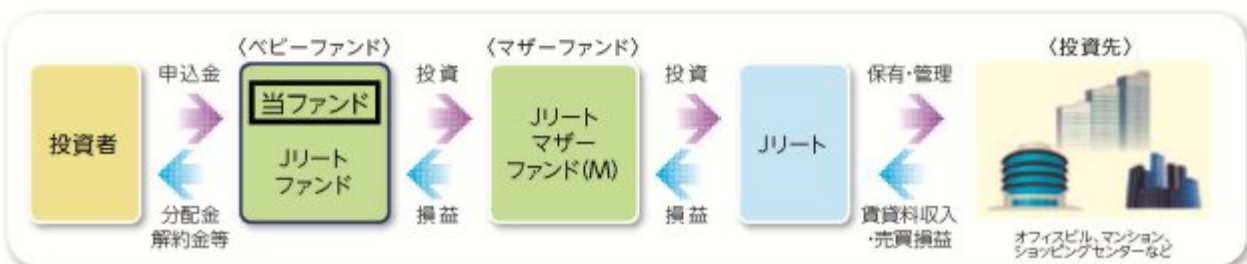 〈ベビーファンド〉
〈マザーファンド〉
〈投資先〉
投資者
申込金
分配金
解約金等
当ファンド
Jリート
ファンド
投資
損益
Jリート
マザー
ファンド(M)
投資
損益
Jリート
保有・管理
賃貸料収入
・売買損益
オフィスビル、マンション、
ショッピングセンターなど